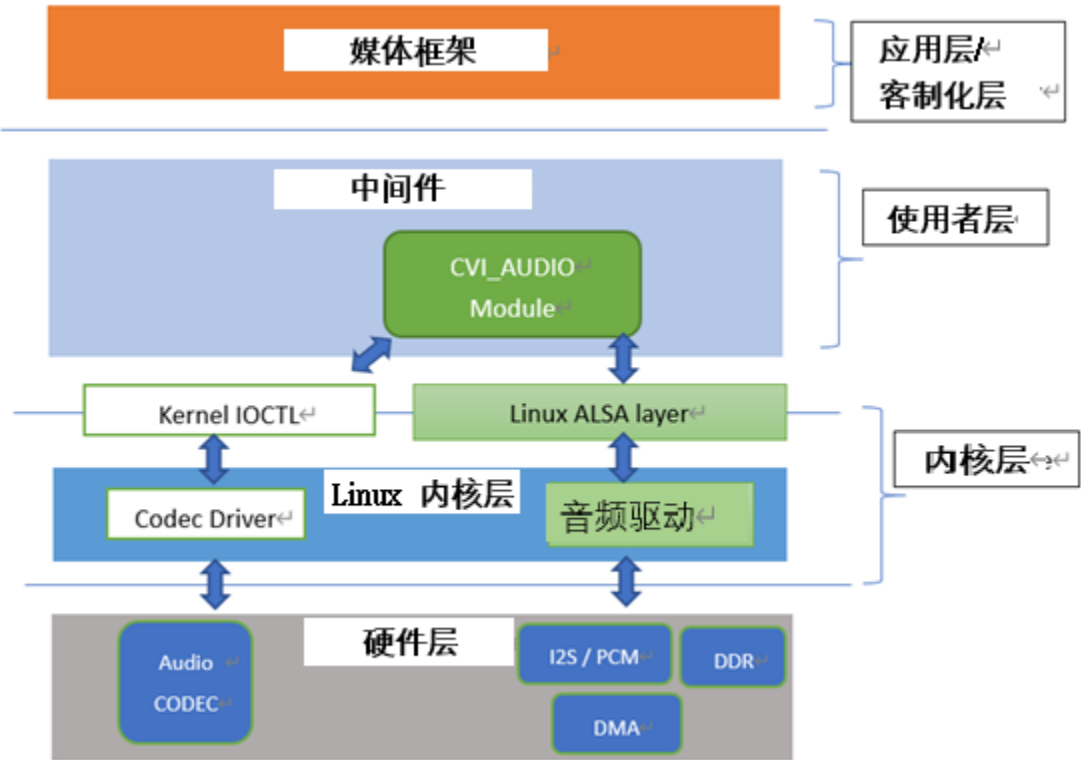 媒体框架
应用层/
客制化层
中间件
使用者层
CVI_AUDIO
Module
Kernel IOCTL
Linux ALSA layer
内核层
Linux 内核层
Codec Driver
音频驱动
硬件层
Audio
CODEC
I2S / PCM
DDR
DMA